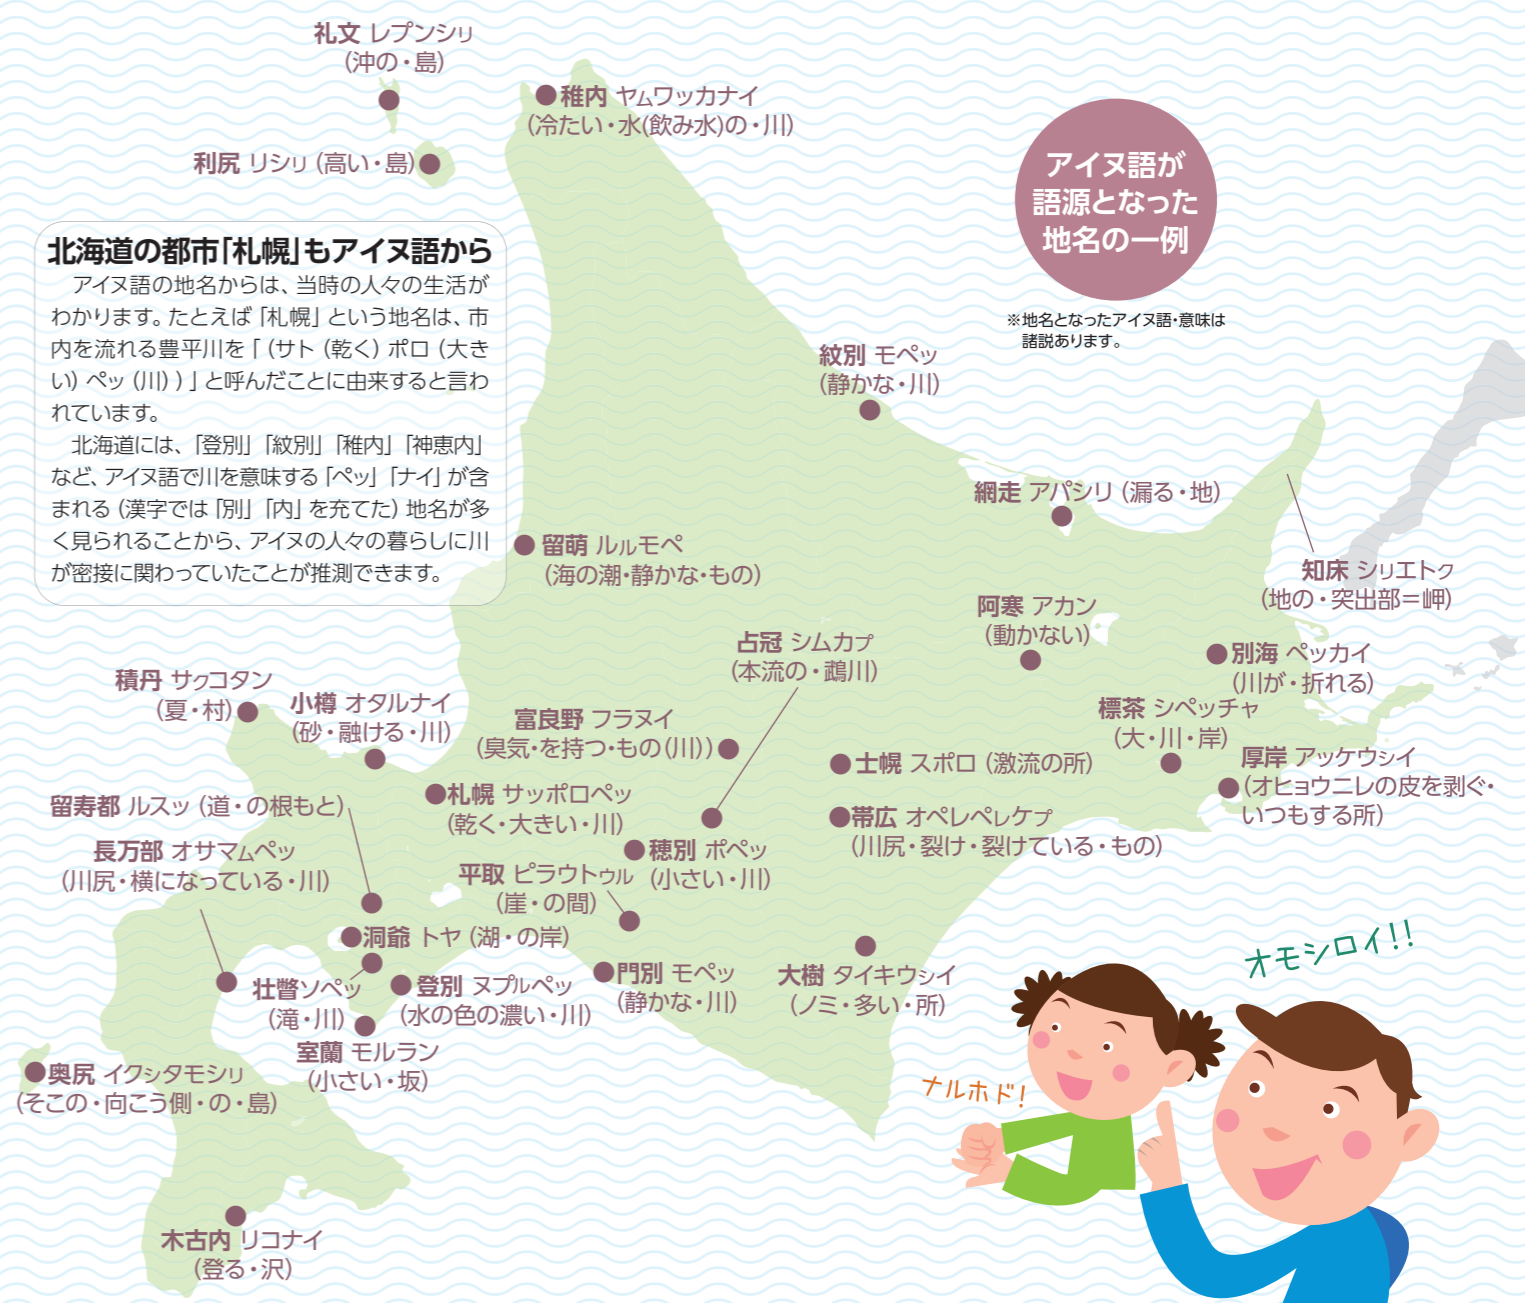 礼文 レプンシㇼ
(沖の・島)
稚内 ヤㇺワッカナイ
(冷たい・水(飲み水)の・川)
利尻 リシㇼ (高い・島)
アイヌ語が
語源となった
地名の一例
※地名となったアイヌ語・意味は
諸説あります。
北海道の都市「札幌」もアイヌ語から
アイヌ語の地名からは、当時の人々の生活が
わかります。たとえば「札幌」という地名は、市
内を流れる豊平川を「(サト(乾く)ポロ(大き
い)ペッ(川))」と呼んだことに由来すると言わ
れています。
北海道には、「登別」「紋別」「稚内」「神恵内」
など、アイヌ語で川を意味する「ペッ」「ナイ」が含
まれる(漢字では「別」「内」を充てた)地名が多
く見られることから、アイヌの人々の暮らしに川
が密接に関わっていたことが推測できます。
紋別 モペッ
(静かな・川)
網走 アパシリ (漏る・地)
留萌 ルㇽモペ
(海の潮・静かな・もの)
知床 シㇼエトㇰ
(地の・突出部=岬)
阿寒 アカン
(動かない)
占冠 シムカㇷ゚
(本流の・鵡川)
別海 ペッカイ
(川が・折れる)
積丹 サㇰコタン
(夏・村)
小樽 オタルナイ
(砂・融ける・川)
富良野 フラヌイ
(臭気・を持つ・もの(川))
標茶 シペッチャ
(大・川・岸)
士幌 スポロ (激流の所)
厚岸 アッケウㇱイ
(オヒョウニレの皮を剥ぐ・
いつもする所)
札幌 サッポロペッ
(乾く・大きい・川)
留寿都 ルスッ (道・の根もと)
帯広 オペレペㇾケㇷ゚
(川尻・裂け・裂けている・もの)
長万部 オサマㇺペッ
(川尻・横になっている・川)
穂別 ポペッ
(小さい・川)
平取 ピラウトゥル
(崖・の間)
洞爺 トヤ (湖・の岸)
壮瞥ソペッ
(滝・川)
登別 ヌプㇽペッ
(水の色の濃い・川)
門別 モペッ
(静かな・川)
大樹 タイキウㇱイ
(ノミ・多い・所)
室蘭 モルラン
(小さい・坂)
奥尻 イクㇱタモシㇼ
(そこの・向こう側・の・島)
木古内 リコナイ
(登る・沢)
オモシロイ!!
ナルホド!